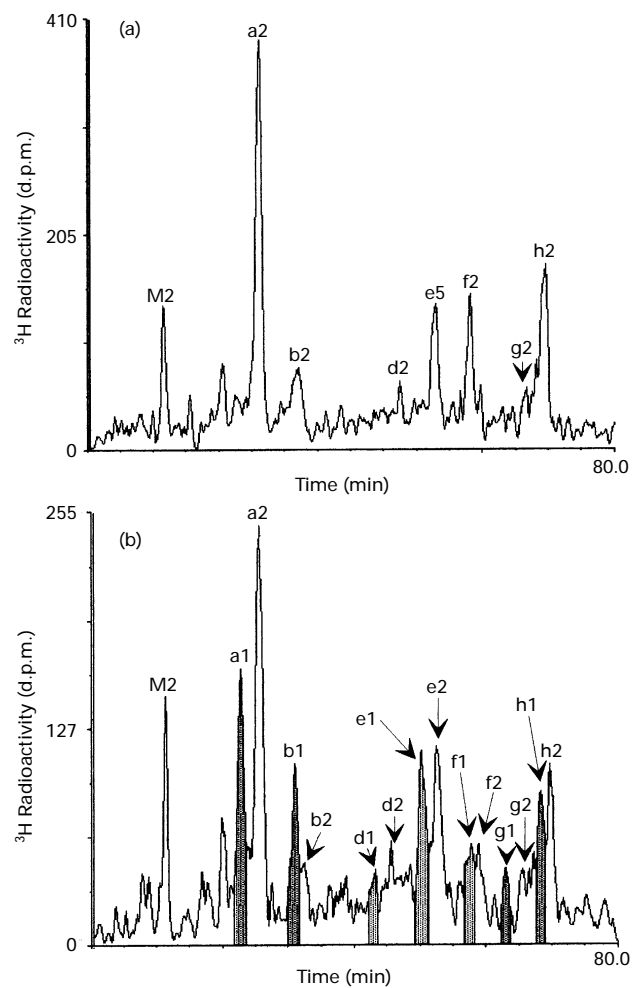 410
(a)
a2
³H Radioactivity (d.p.m.)
205
M2
b2
d2
e5
f2
g2
h2
0
80.0
Time (min)
255
(b)
a2
³H Radioactivity (d.p.m.)
a1
M2
127
b1
b2
d1
d2
e1
e2
f1
f2
g1
g2
h1
h2
0
80.0
Time (min)